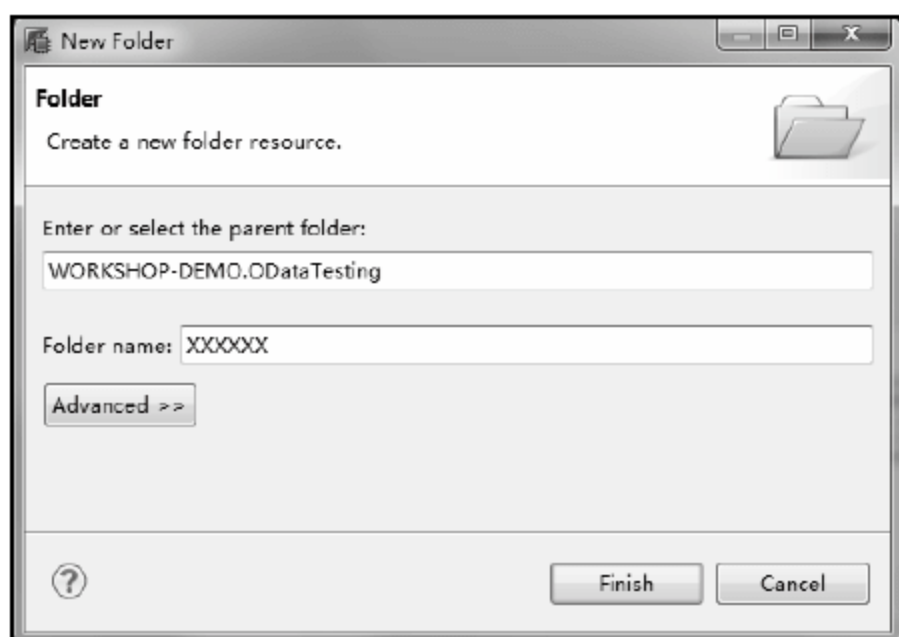 New Folder
Folder
Create a new folder resource.
Enter or select the parent folder:
WORKSHOP-DEMO.ODataTesting
Folder name: XXXXXX
Advanced >>
?
Finish Cancel